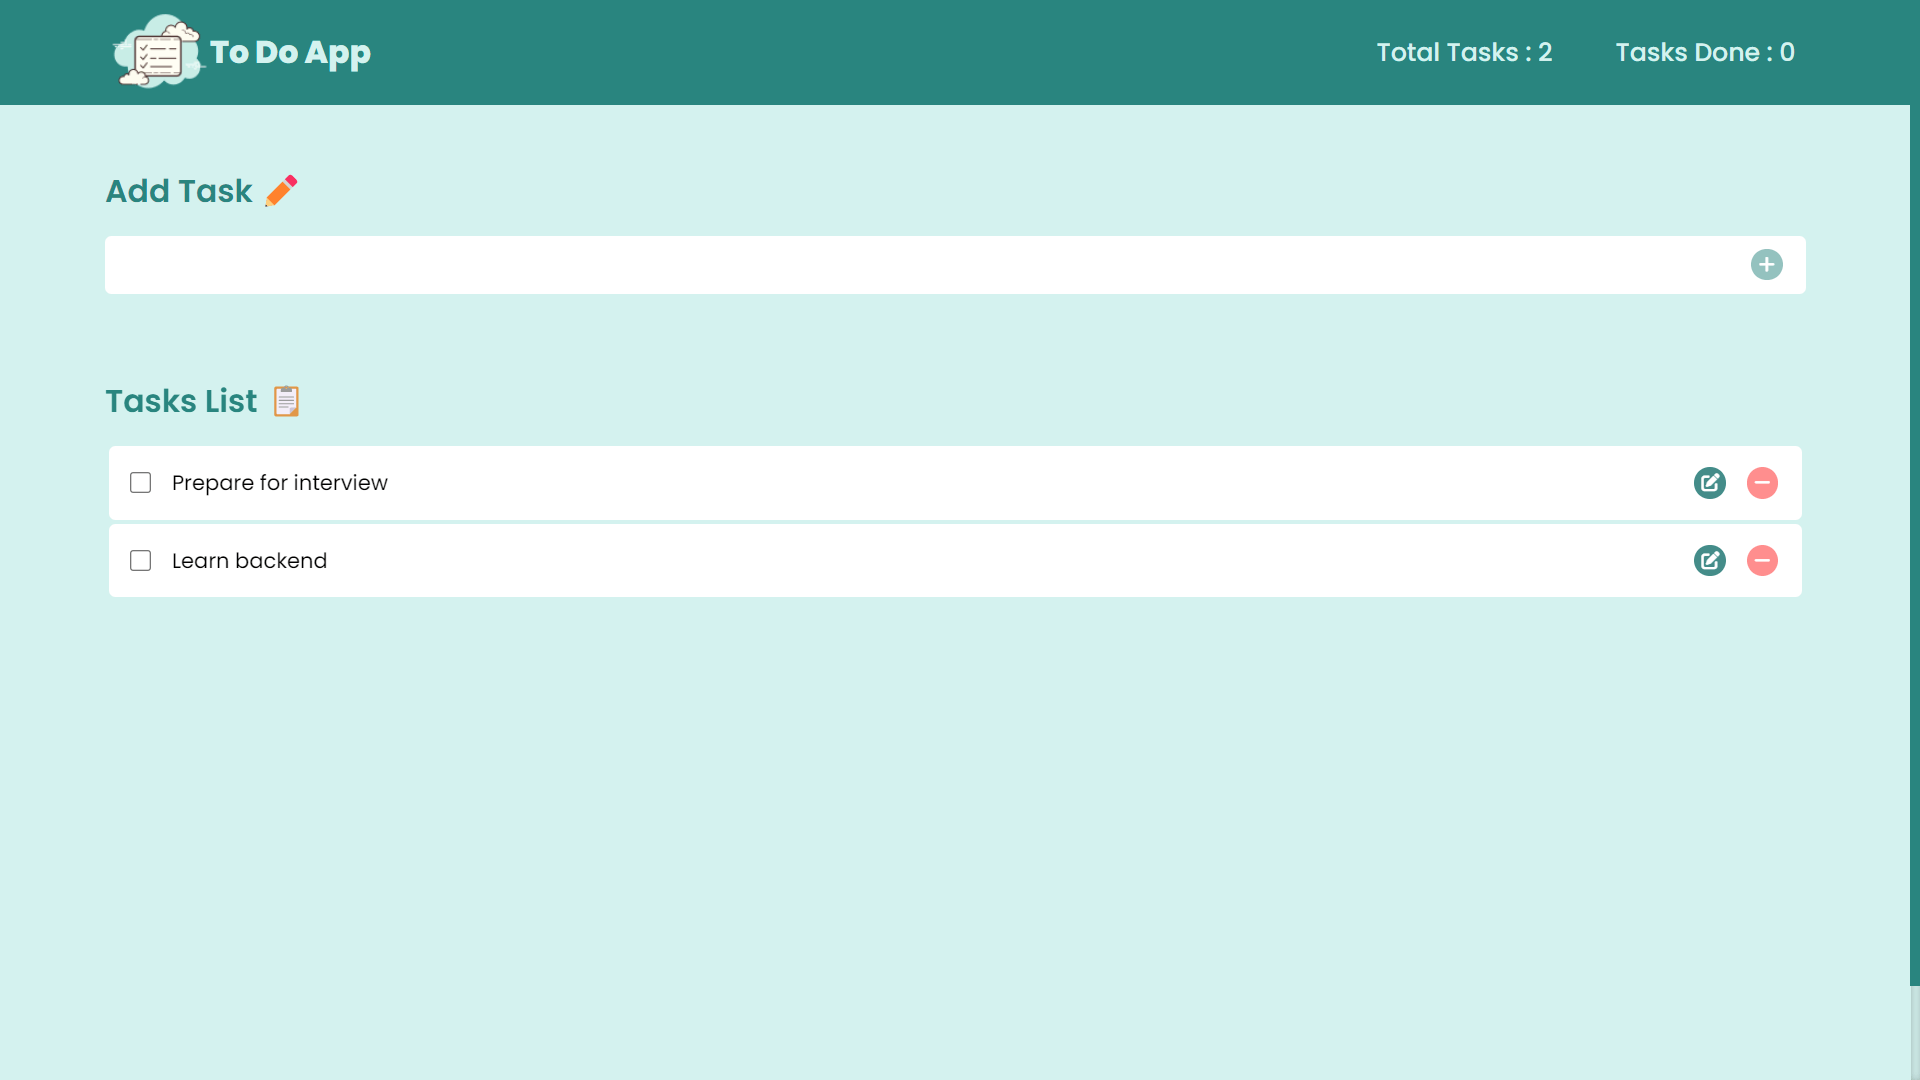 To Do App
Total Tasks : 2
Tasks Done : 0
Add Task
Tasks List
Prepare for interview
Learn backend